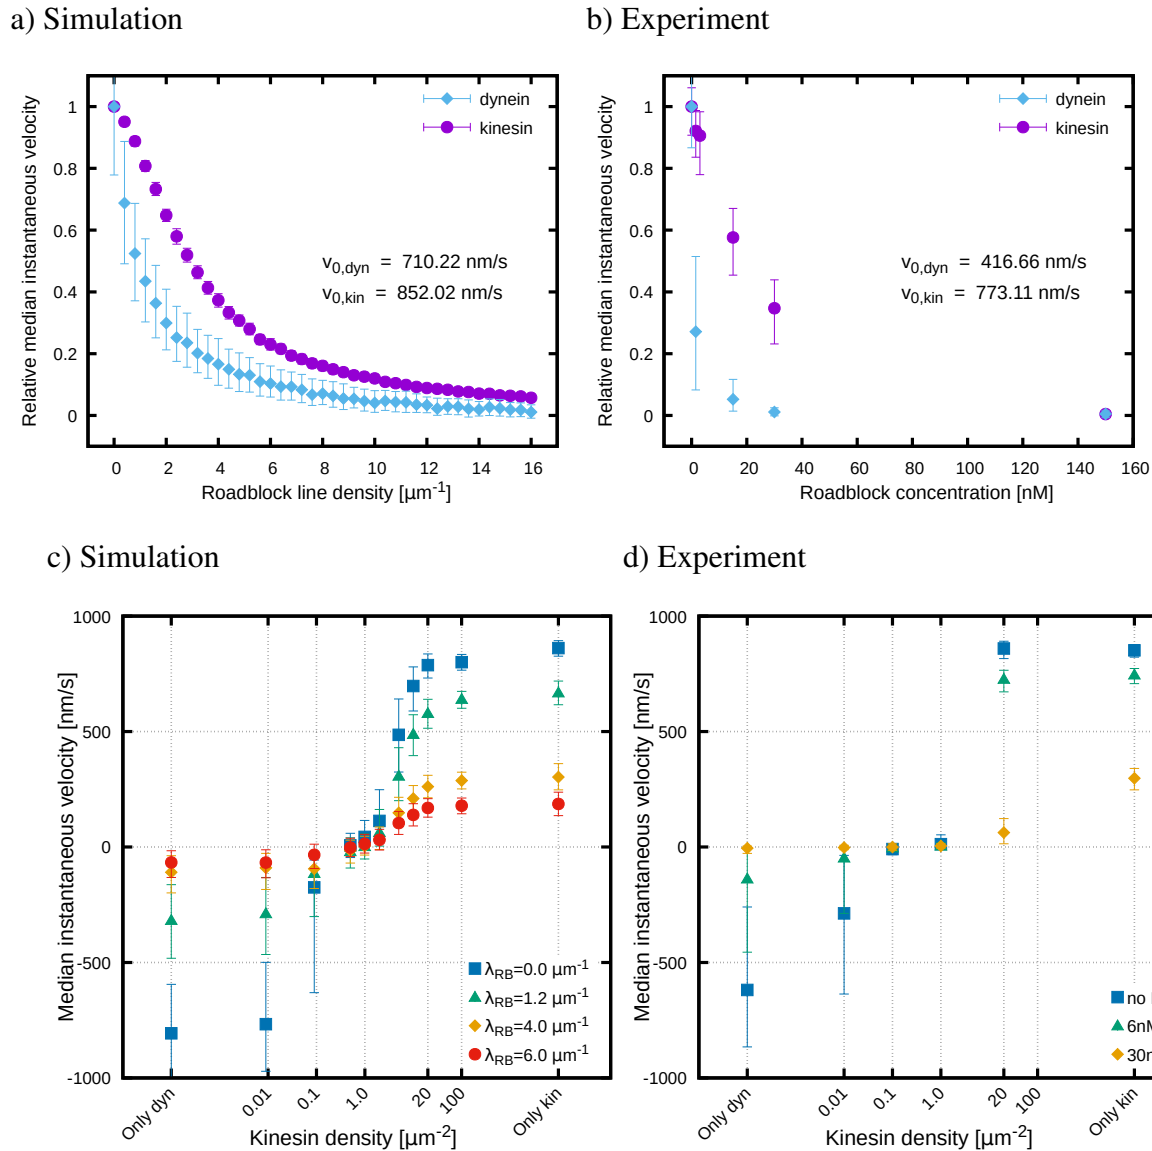 a) Simulation
b) Experiment
Relative median instantaneous velocity
1
0.8
0.6
0.4
0.2
0
dynein
kinesin
v0,dyn = 710.22 nm/s
v0,kin = 852.02 nm/s
0 2 4 6 8 10 12 14 16
Roadblock line density [µm-1]
Relative median instantaneous velocity
1
0.8
0.6
0.4
0.2
0
dynein
kinesin
v0,dyn = 416.66 nm/s
v0,kin = 773.11 nm/s
0 20 40 60 80 100 120 140 160
Roadblock concentration [nM]
c) Simulation
d) Experiment
Median instantaneous velocity [nm/s]
1000
500
0
-500
-1000
λRB=0.0 µm-1
λRB=1.2 µm-1
λRB=4.0 µm-1
λRB=6.0 µm-1
Only dyn 0.01 0.1 1.0 20 100 Only kin
Kinesin density [µm-2]
Median instantaneous velocity [nm/s]
1000
500
0
-500
-1000
no
6nM
30n
Only dyn 0.01 0.1 1.0 20 100 Only kin
Kinesin density [µm-2]